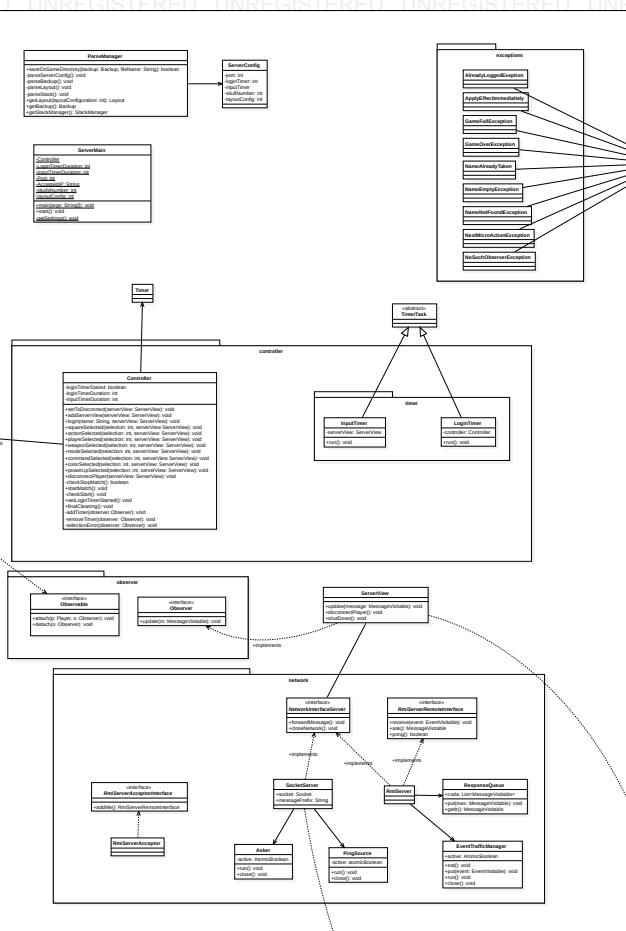 UNREGISTERED UNREGISTERED UNREGISTERED UNREGISTERED
ParseManager
+saveOnSameDirectory(backup: Backup, fileName: String): boolean
-parseServerConfig(): void
-parseBackup(): void
-parseLayout(): void
-parseStack(): void
+getLayout(layoutConfiguration: int): Layout
+getBackup(): Backup
+getStackManager(): StackManager
ServerConfig
-port: int
-loginTimer: int
-inputTimer
-skullNumber: int
-layoutConfig: int
exceptions
AlreadyLoggedExeption
ApplyEffectImmediately
GameFullException
GameOverException
NameAlreadyTaken
NameEmptyException
NameNotFoundException
NextMicroActionException
NoSuchObserverException
ServerMain
-Controller
-LoginTimerDuration: int
-inputTimerDuration: int
-Port: int
-AcceptedIP: String
-skullsNumber: int
-layoutConfig: int
+main(args: String[]): void
+start(): void
-getSettings(): void
Timer
«abstract»
TimerTask
controller
Controller
-loginTimerStared: boolean
-loginTimerDuration: int
-inputTimerDuration: int
+setToDisconnect(serverView: ServerView): void
+addServerView(serverView: ServerView): void
+login(name: String, serverView: ServerView): void
+squareSelected(selection: int, serverView ServerView): void
+actionSelected(selection: int, serverView: ServerView): void
+playerSelected(selection: int, serverView: ServerView): void
+weaponSelected(selection: int, serverView: ServerView): void
+modeSelected(selection: int, serverView: ServerView): void
+commandSelected(selection: int, serverView ServerView): void
+colorSelected(selection: int, serverView: ServerView): void
+powerUpSelected(selection: int, serverView: ServerView): void
+disconnectPlayer(serverView: ServerView): void
-checkStopMatch(): boolean
+startMatch(): void
-checkStart(): void
+setLoginTimerStarted(): void
+finalCleaning(): void
-addTimer(observer Observer): void
-removeTimer(observer: Observer): void
-selectionError(observer: Observer): void
timer
InputTimer
-serverView: ServerView
+run(): void
LoginTimer
-controller: Controller
+run(): void
observer
«interface»
Observable
+attach(p: Player, o: Observer): void
+detach(o: Observer): void
«interface»
Observer
+update(m: MessageVisitable): void
ServerView
+update(message: MessageVisitable): void
+disconnectPlayer(): void
+shutDown(): void
+implements
network
«interface»
NetworkInterfaceServer
+forwardMessage(): void
+closeNetwork(): void
«interface»
RmiServerRemoteInterface
+receive(event: EventVisitable): void
+ask(): MessageVisitable
+pong(): boolean
+implements
+implements
+implements
«interface»
RmiServerAcceptorInterface
+addMe(): RmiServerRemoteInterface
RmiServerAcceptor
SocketServer
+socket: Socket
+messagePrefix: String
RmiServer
ResponseQueue
+coda: List<MessageVisitable>
+put(mex: MessageVisitable): void
+getIt(): MessageVisitable
Asker
-active: AtomicBoolean
+run(): void
+close(): void
PingSource
-active: atomicBoolean
+run(): void
+close(): void
EventTrafficManager
+active: AtomicBoolean
+eat(): void
+put(event: EventVisitable): void
+run(): void
+close(): void